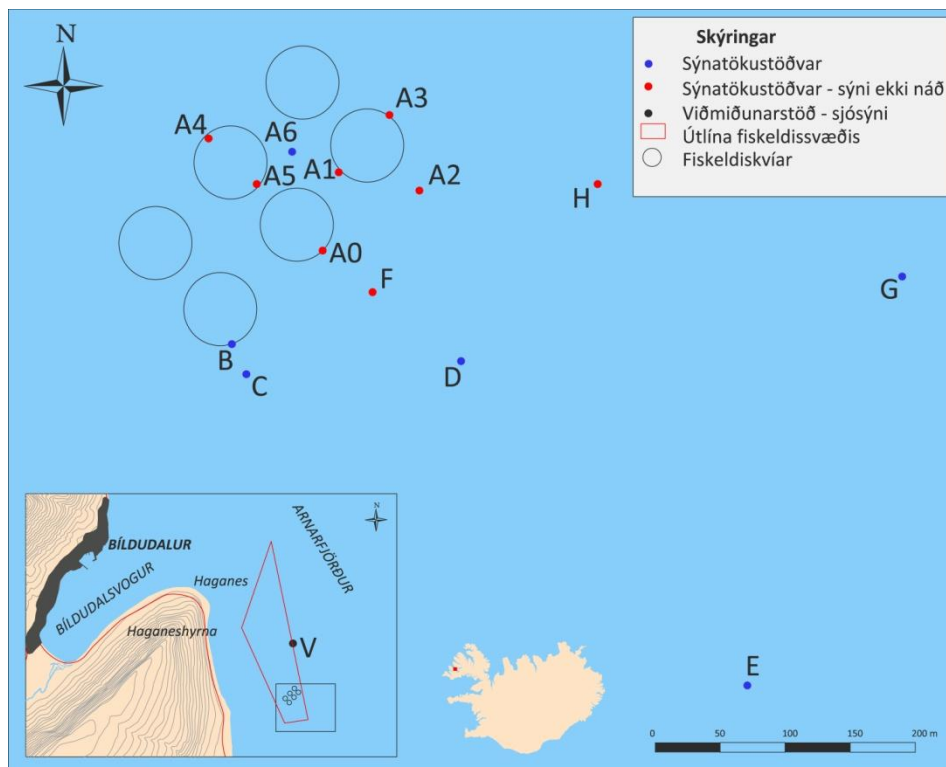 N
Skýringar
Sýnatökustöðvar
Sýnatökustöðvar - sýni ekki náð
Viðmiðunarstöð - sjósýni
Útlína fiskeldissvæðis
Fiskeldiskvíar
A3
A4
A6
A1
A2
A5
H
A0
F
G
B
C
D
BÍLDUDALUR
BÍLDUDALSVOGUR
Haganes
Haganeshyrna
ARNARFJÖRÐUR
N
V
E
0 50 100 150 200 m